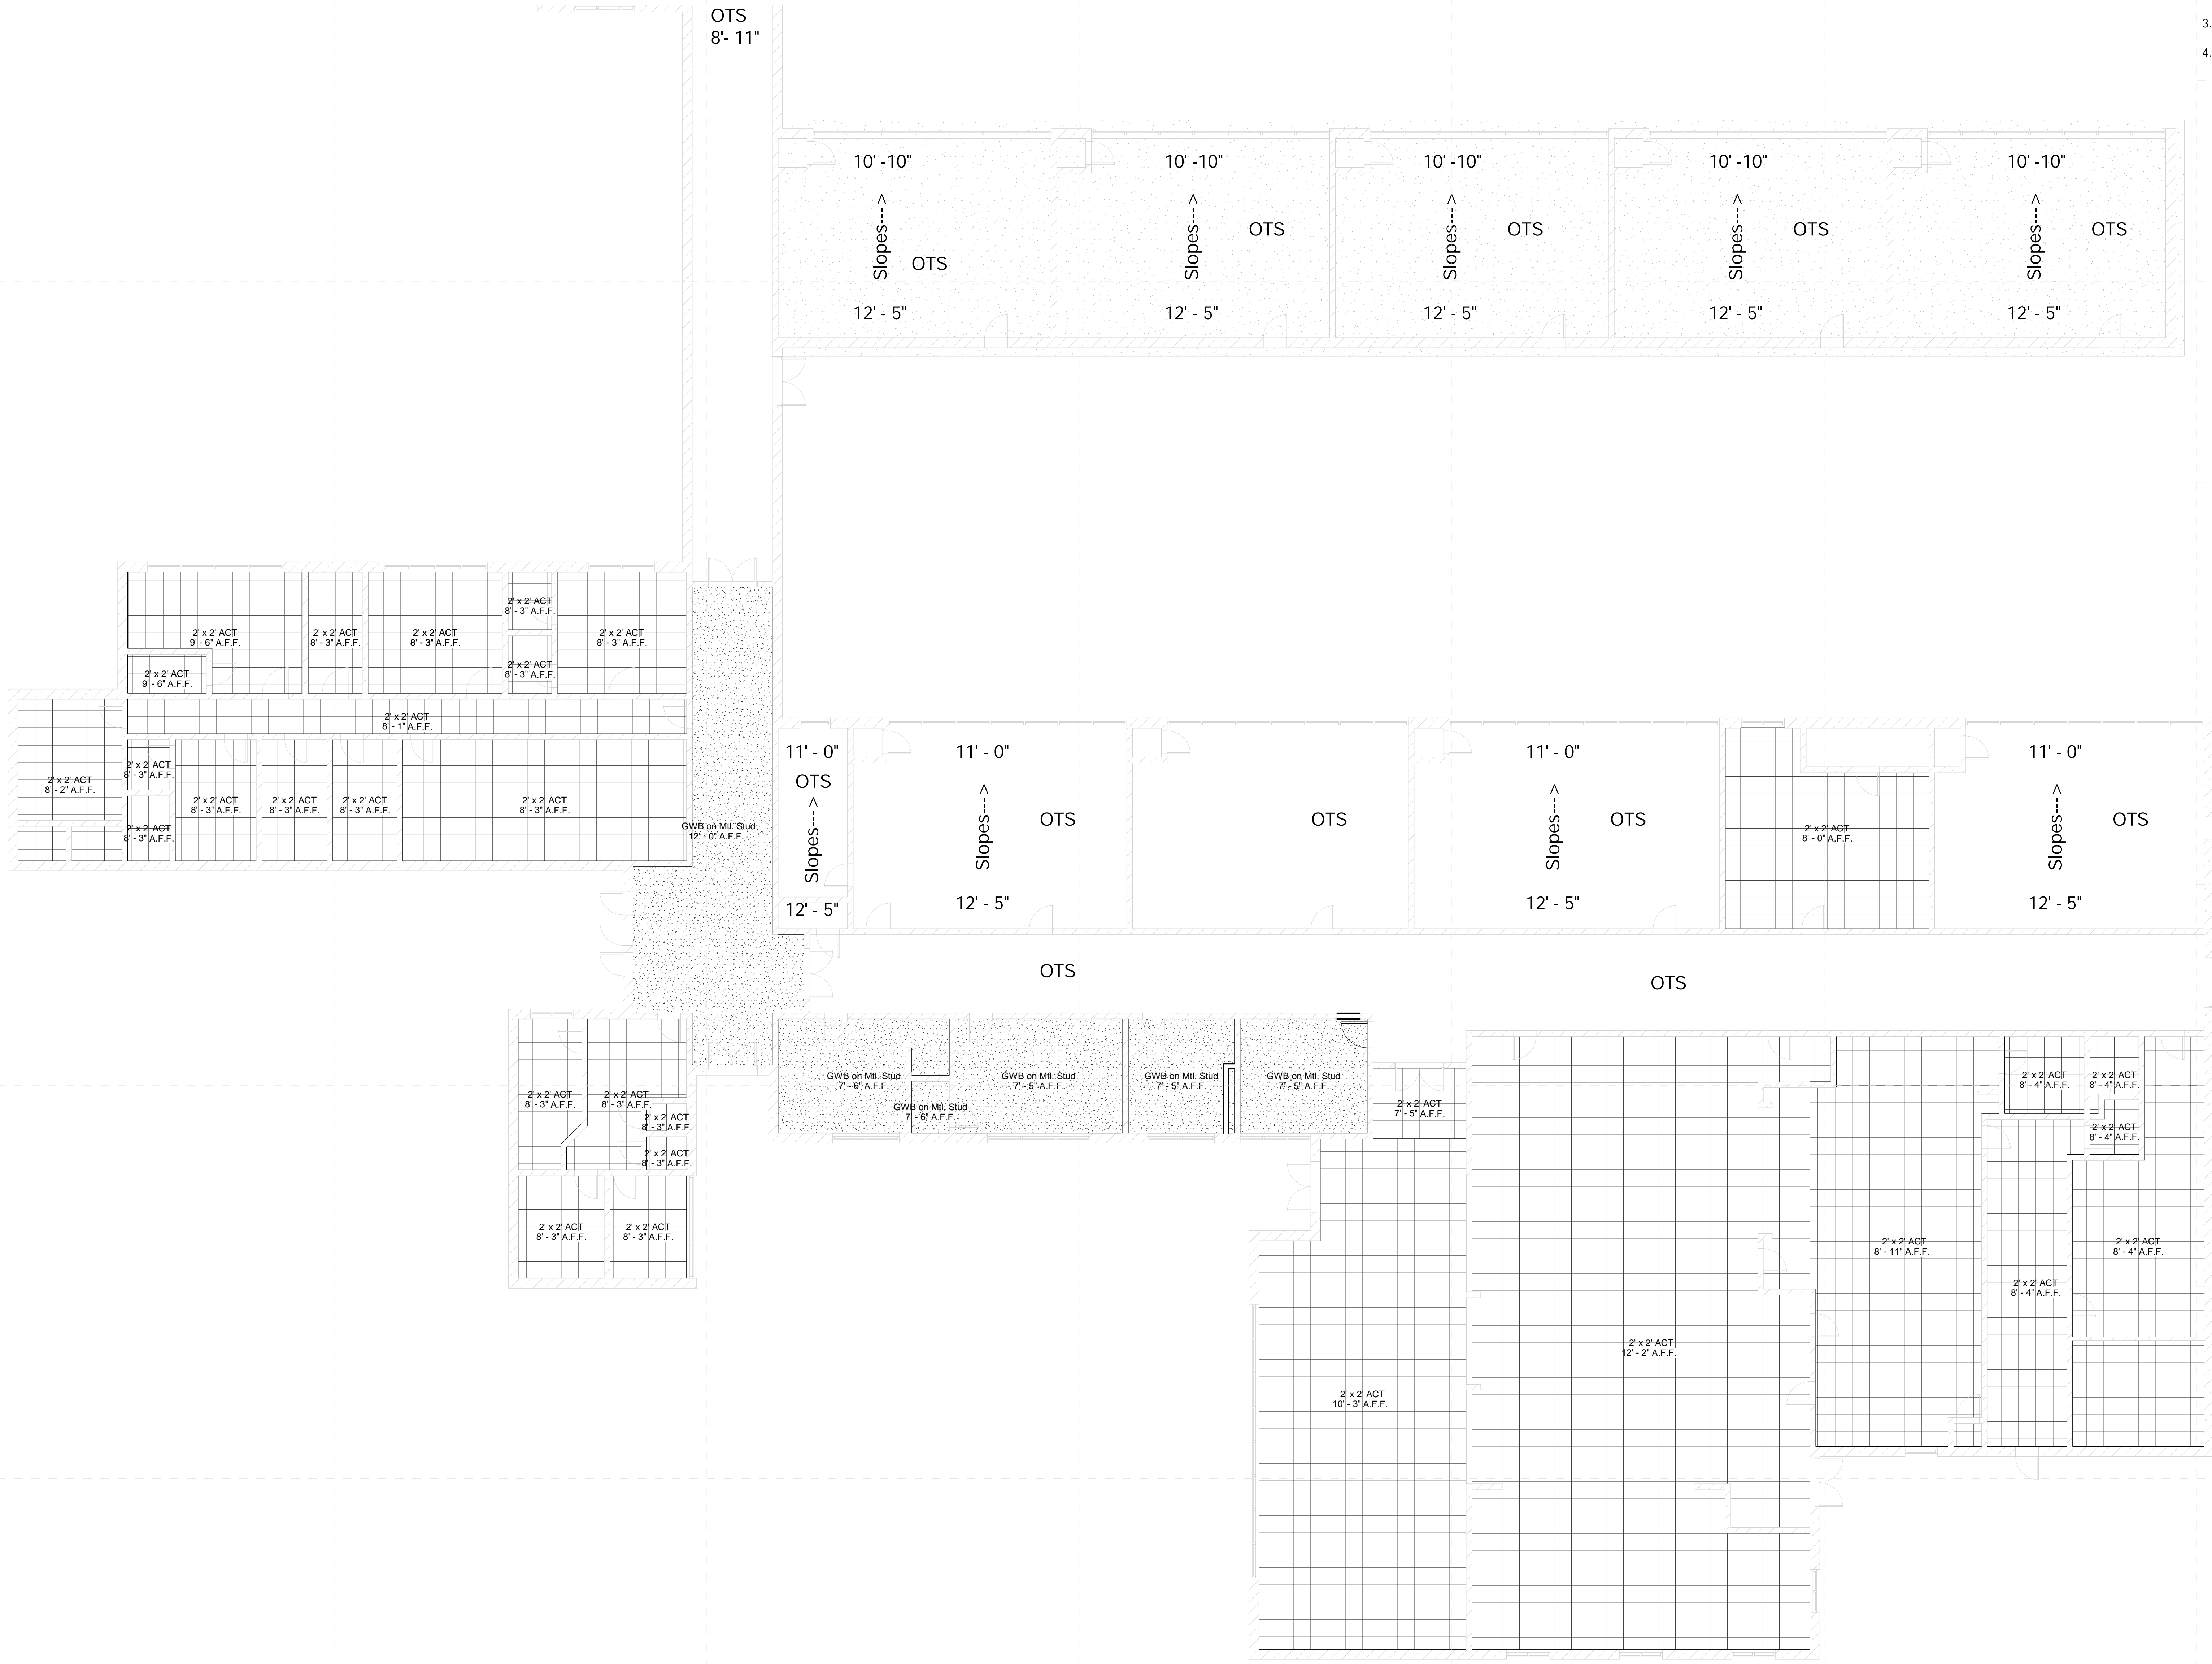 OTS
8'- 11"
3.
4.
10' -10"
10' -10"
10' -10"
10' -10"
10' -10"
Slopes---->
Slopes---->
Slopes---->
Slopes---->
Slopes---->
OTS
OTS
OTS
OTS
OTS
12' - 5"
12' - 5"
12' - 5"
12' - 5"
12' - 5"
2' x 2' ACT
9' - 6" A.F.F.
2' x 2' ACT
8' - 3" A.F.F.
2' x 2' ACT
8' - 3" A.F.F.
2' x 2' ACT
8' - 3" A.F.F.
2' x 2' ACT
8' - 3" A.F.F.
2' x 2' ACT
8' - 3" A.F.F.
2' x 2' ACT
9' - 6" A.F.F.
2' x 2' ACT
8' - 1" A.F.F.
2' x 2' ACT
8' - 2" A.F.F.
2' x 2' ACT
8' - 3" A.F.F.
2' x 2' ACT
8' - 3" A.F.F.
2' x 2' ACT
8' - 3" A.F.F.
2' x 2' ACT
8' - 3" A.F.F.
2' x 2' ACT
8' - 3" A.F.F.
2' x 2' ACT
8' - 3" A.F.F.
GWB on Mtl. Stud
12' - 0" A.F.F.
11' - 0"
OTS
Slopes---->
12' - 5"
11' - 0"
Slopes---->
OTS
12' - 5"
OTS
11' - 0"
Slopes---->
OTS
12' - 5"
2' x 2' ACT
8' - 0" A.F.F.
11' - 0"
Slopes---->
OTS
12' - 5"
OTS
OTS
2' x 2' ACT
8' - 3" A.F.F.
2' x 2' ACT
8' - 3" A.F.F.
2' x 2' ACT
8' - 3" A.F.F.
2' x 2' ACT
8' - 3" A.F.F.
2' x 2' ACT
8' - 3" A.F.F.
2' x 2' ACT
8' - 3" A.F.F.
GWB on Mtl. Stud
7' - 6" A.F.F.
GWB on Mtl. Stud
7' - 6" A.F.F.
GWB on Mtl. Stud
7' - 5" A.F.F.
GWB on Mtl. Stud
7' - 5" A.F.F.
GWB on Mtl. Stud
7' - 5" A.F.F.
2' x 2' ACT
7' - 5" A.F.F.
2' x 2' ACT
8' - 4" A.F.F.
2' x 2' ACT
8' - 4" A.F.F.
2' x 2' ACT
8' - 4" A.F.F.
2' x 2' ACT
8' - 11" A.F.F.
2' x 2' ACT
8' - 4" A.F.F.
2' x 2' ACT
8' - 4" A.F.F.
2' x 2' ACT
12' - 2" A.F.F.
2' x 2' ACT
10' - 3" A.F.F.